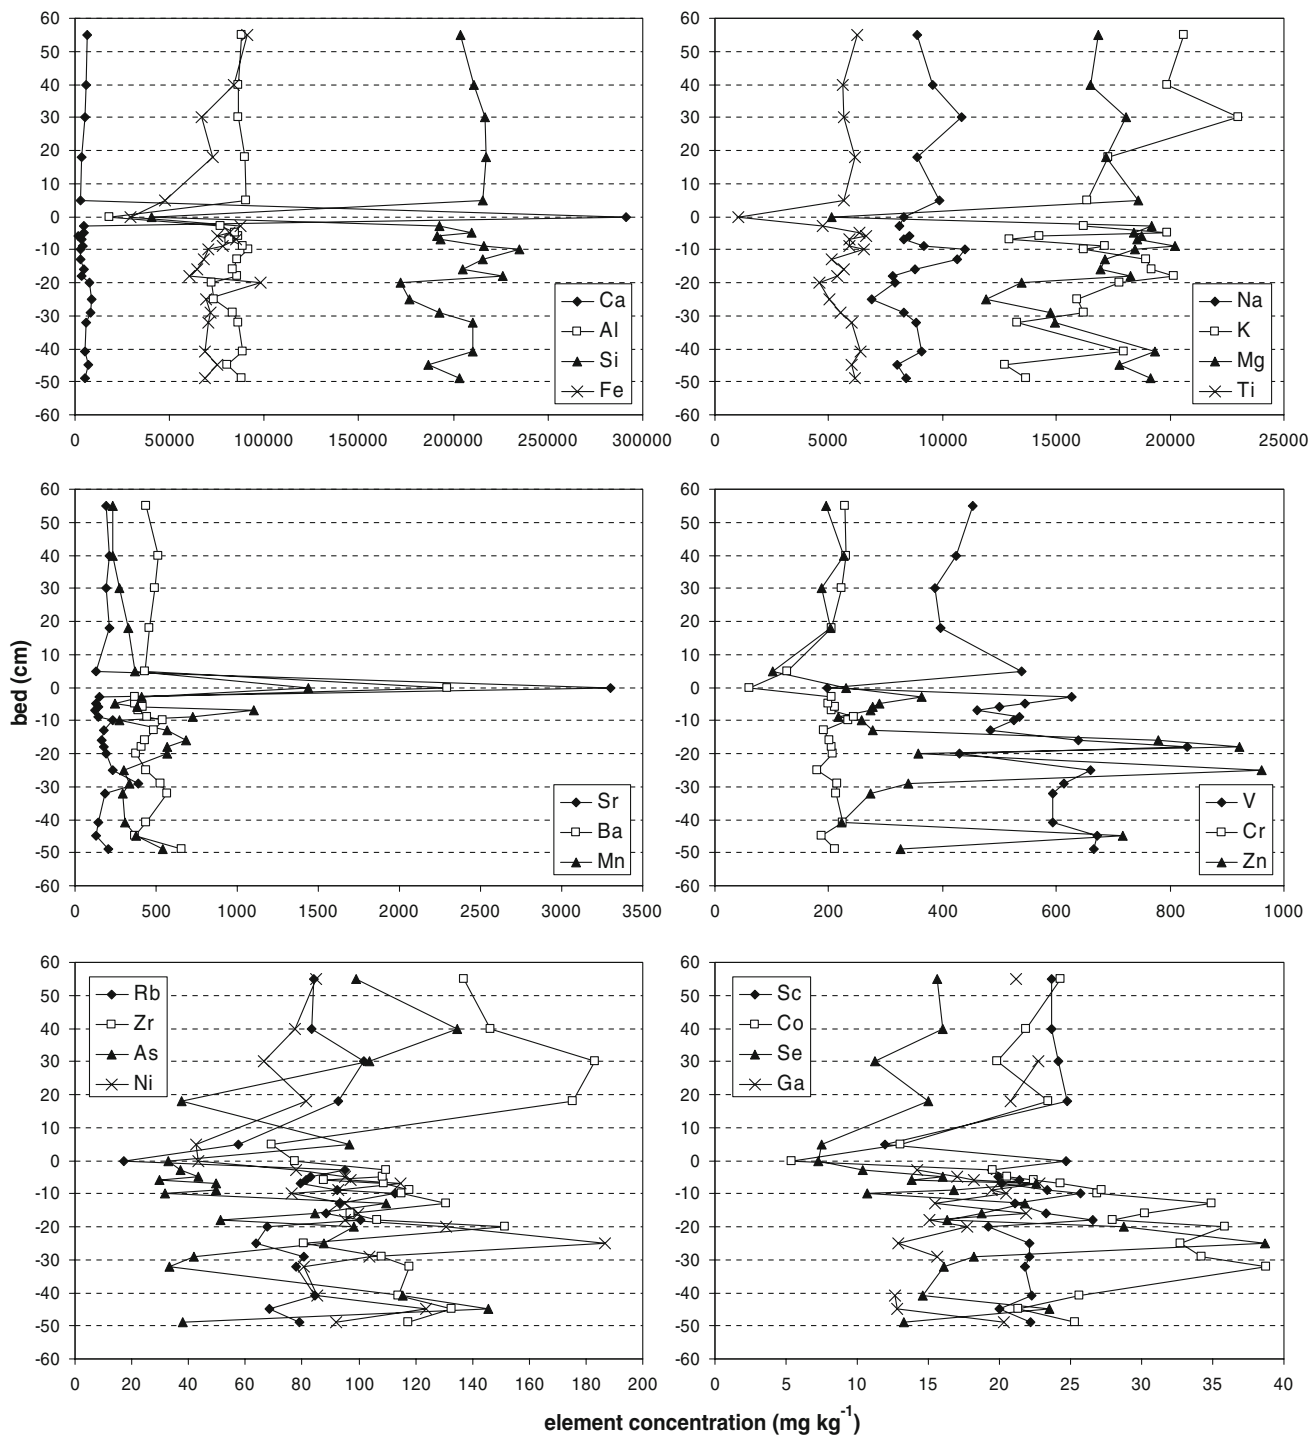 60
50
40
30
20
10
0
-10
-20
-30
-40
-50
-60
0 50000 100000 150000 200000 250000 300000
Ca
Al
Si
Fe
60
50
40
30
20
10
0
-10
-20
-30
-40
-50
-60
0 5000 10000 15000 20000 25000
Na
K
Mg
Ti
bed (cm)
60
50
40
30
20
10
0
-10
-20
-30
-40
-50
-60
0 500 1000 1500 2000 2500 3000 3500
Sr
Ba
Mn
60
50
40
30
20
10
0
-10
-20
-30
-40
-50
-60
0 200 400 600 800 1000
V
Cr
Zn
60
50
40
30
20
10
0
-10
-20
-30
-40
-50
-60
0 20 40 60 80 100 120 140 160 180 200
Rb
Zr
As
Ni
60
50
40
30
20
10
0
-10
-20
-30
-40
-50
-60
0 5 10 15 20 25 30 35 40
Sc
Co
Se
Ga
element concentration (mg kg⁻¹)